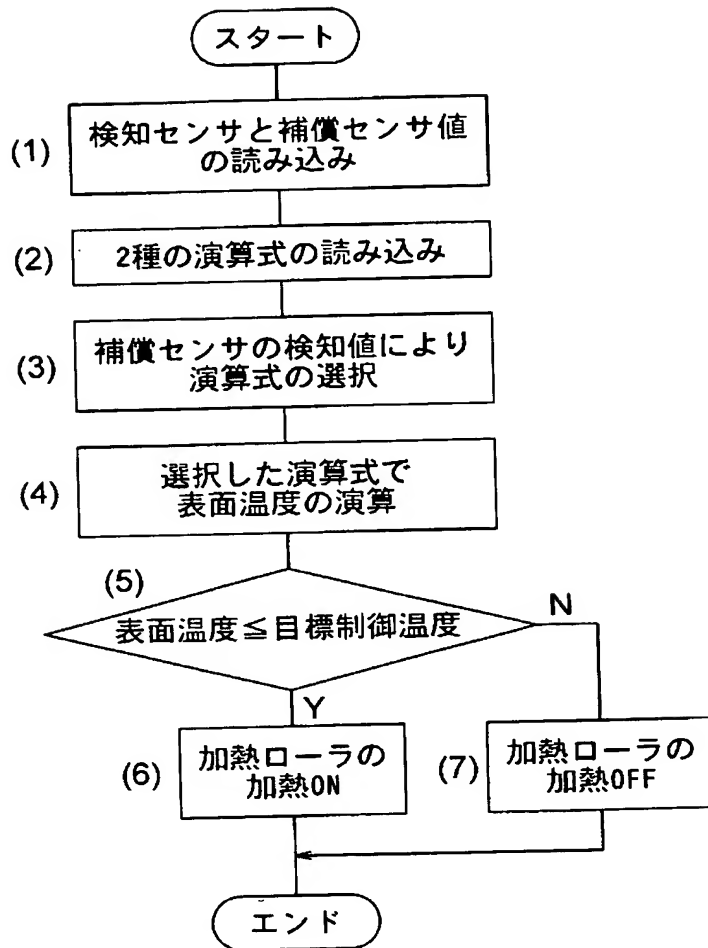 スタート
(1)
検知センサと補償センサ値
の読み込み
(2)
2種の演算式の読み込み
(3)
補償センサの検知値により
演算式の選択
(4)
選択した演算式で
表面温度の演算
(5)
表面温度≦目標制御温度
N
Y
(6)
加熱ローラの
加熱ON
(7)
加熱ローラの
加熱OFF
エンド